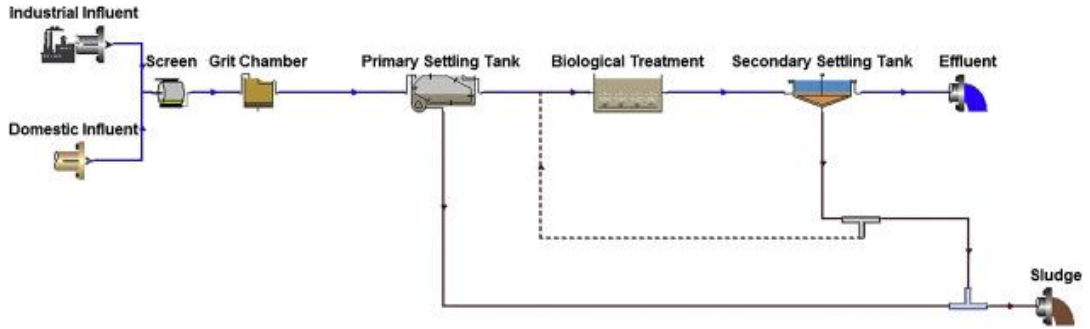 Industrial Influent
Screen
Grit Chamber
Primary Settling Tank
Biological Treatment
Secondary Settling Tank
Effluent
Domestic Influent
Sludge